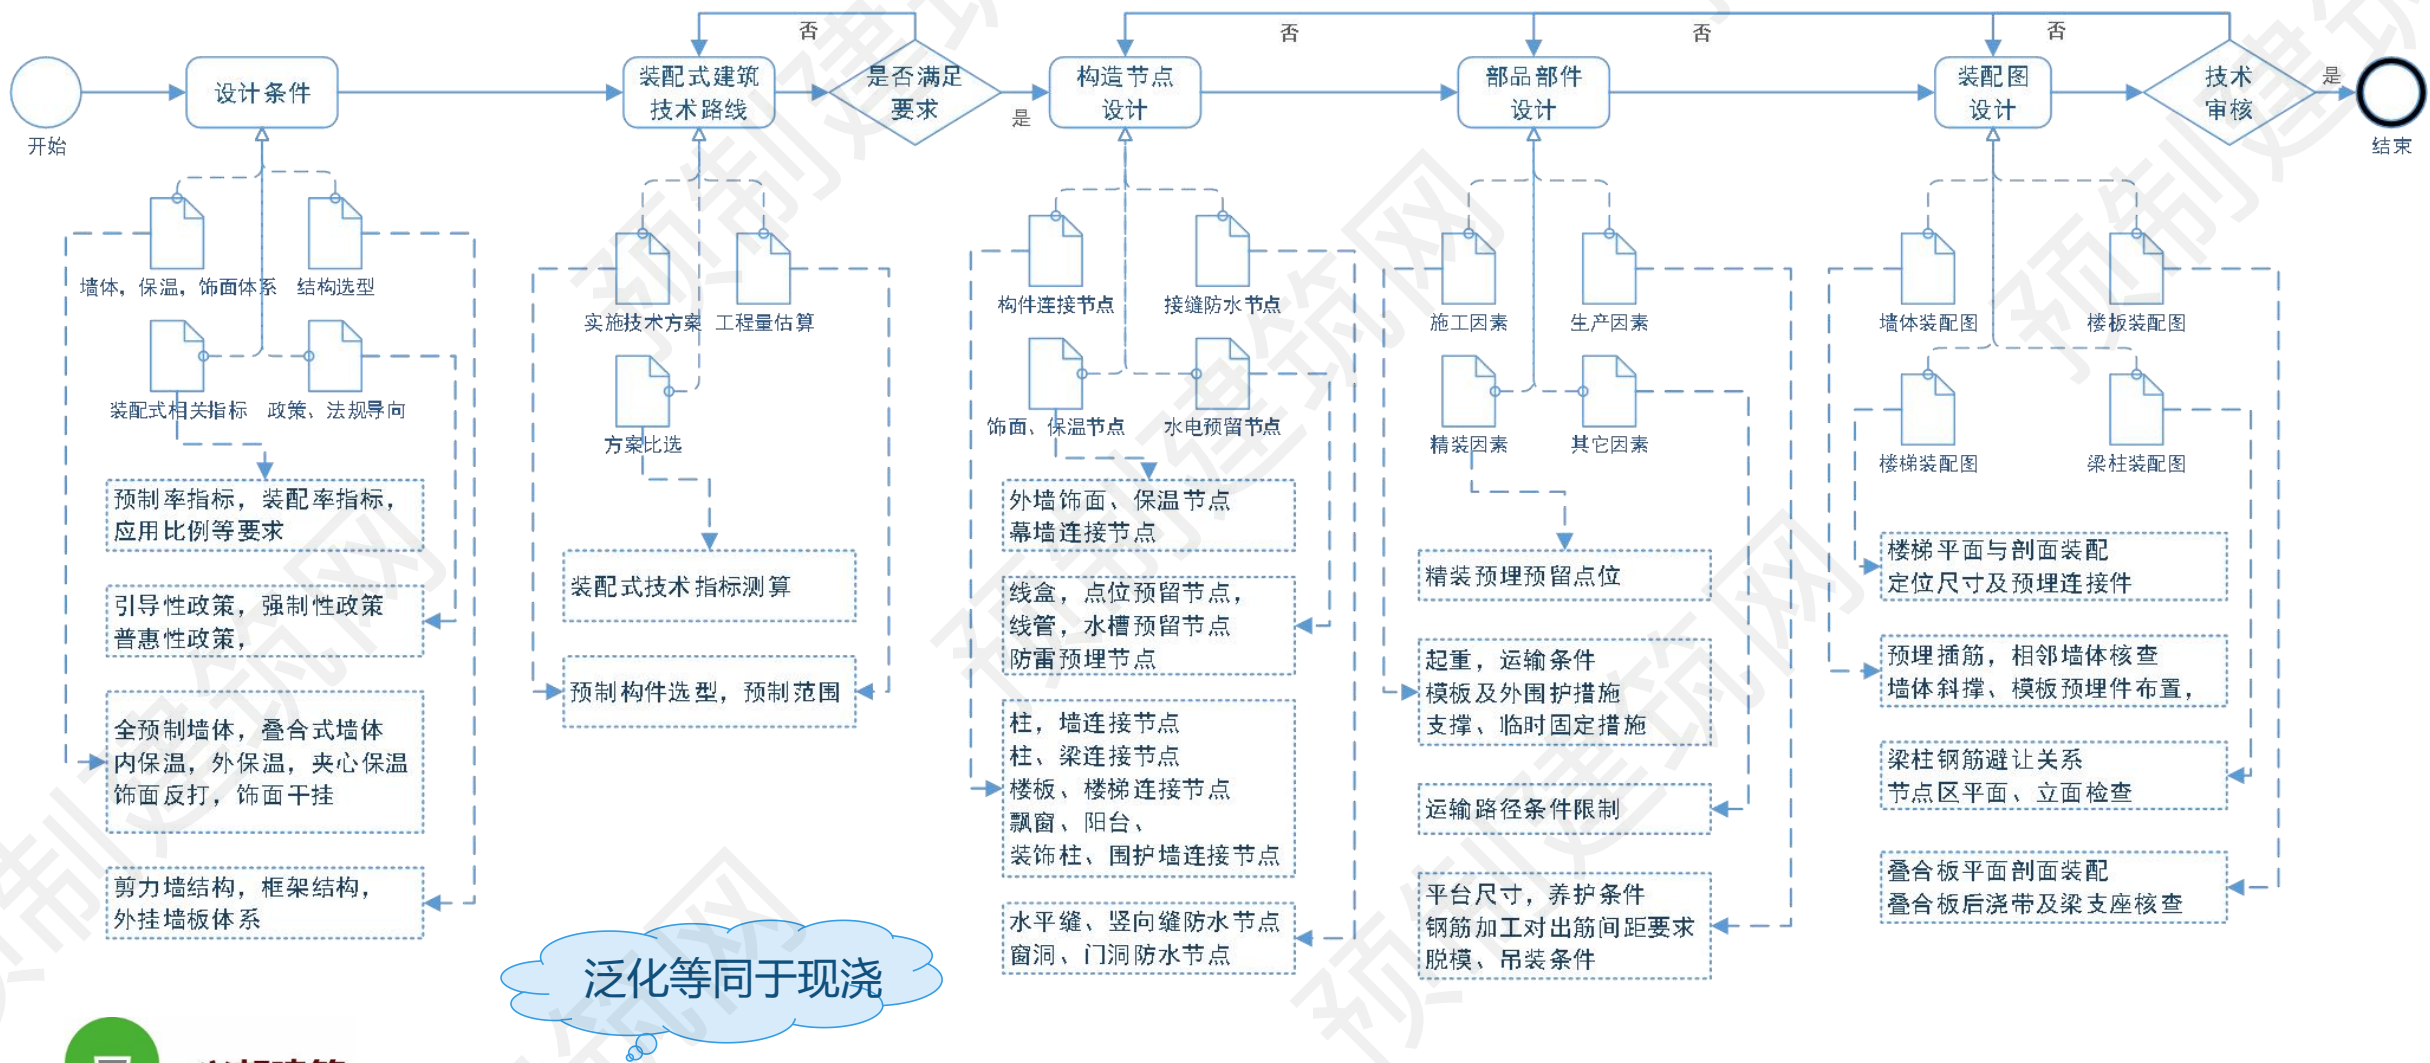 否
否
否
否
开始
设计条件
装配式建筑
技术路线
是否满足
要求
是
构造节点
设计
部品部件
设计
装配图
设计
技术
审核
是
结束
墙体，保温，饰面体系
结构选型
装配式相关指标
政策、法规导向
预制率指标，装配率指标，
应用比例等要求
引导性政策，强制性政策
普惠性政策，
全预制墙体，叠合式墙体
内保温，外保温，夹心保温
饰面反打，饰面干挂
剪力墙结构，框架结构，
外挂墙板体系
实施技术方案
工程量估算
方案比选
装配式技术指标测算
预制构件选型，预制范围
构件连接节点
接缝防水节点
饰面、保温节点
水电预留节点
外墙饰面、保温节点
幕墙连接节点
线盒，点位预留节点，
线管，水槽预留节点
防雷预埋节点
柱，墙连接节点
柱、梁连接节点
楼板、楼梯连接节点
飘窗、阳台、
装饰柱、围护墙连接节点
水平缝、竖向缝防水节点
窗洞、门洞防水节点
施工因素
生产因素
精装因素
其它因素
精装预埋预留点位
起重，运输条件
模板及外围护措施
支撑、临时固定措施
运输路径条件限制
平台尺寸，养护条件
钢筋加工对出筋间距要求
脱模、吊装条件
墙体装配图
楼板装配图
楼梯装配图
梁柱装配图
楼梯平面与剖面装配
定位尺寸及预埋连接件
预埋插筋，相邻墙体核查
墙体斜撑、模板预埋件布置，
梁柱钢筋避让关系
节点区平面、立面检查
叠合板平面剖面装配
叠合板后浇带及梁支座核查
泛化等同于现浇
预制建筑网
预制建筑网
预制建筑网
预制建筑网